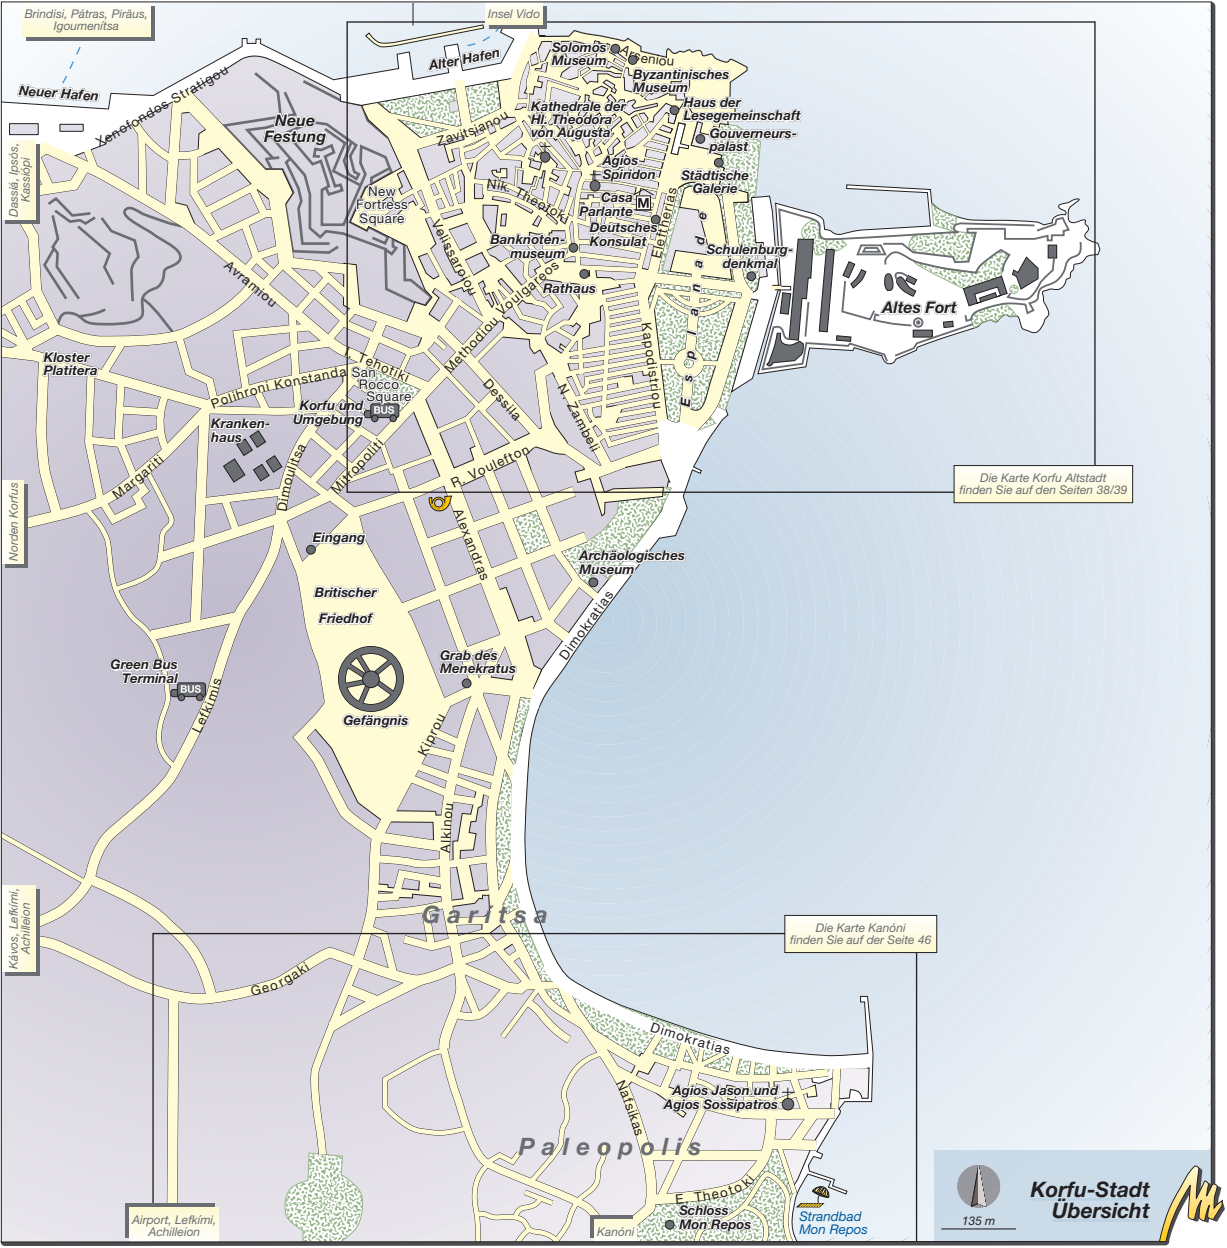 Brindisi, Pátras, Piräus,
Igoumenítsa
Insel Vido
Neuer Hafen
Alter Hafen
Xenofondos Stratigou
Solomos
Museum
Arseniou
Byzantinisches
Museum
Haus der
Lesegemeinschaft
Gouverneurs-
palast
Kathedrale der
Hl. Theodora
von Augusta
Zavitsianou
Neue
Festung
Dassiá, Ipsós,
Kassiópi
New
Fortress
Square
Nik. Theotoki
Agios
Spiridon
Städtische
Galerie
Casa
Parlante
M
Deutsches
Konsulat
Eleftherias
Velissariou
Banknoten-
museum
Schulenburg-
denkmal
Rathaus
Voulgareos
Methodiou
Esplanade
Altes Fort
Avramiou
Kapodistriou
Kloster
Platitera
I. Tehotiki
San
Rocco
Square
Polihroni Konstanda
Korfu und
Umgebung
BUS
Dessila
N. Zambeli
Kranken-
haus
Margariti
Dimoulitsa
Mitropoliti
R. Voulefton
Die Karte Korfu Altstadt
finden Sie auf den Seiten 38/39
Norden Korfus
Alexandras
Eingang
Archäologisches
Museum
Britischer
Friedhof
Dimokratias
Green Bus
Terminal
BUS
Grab des
Menekratus
Lefkimis
Gefängnis
Kiprou
Alkinou
Kávos, Lefkími,
Achilleion
Garítsa
Die Karte Kanóni
finden Sie auf der Seite 46
Georgaki
Dimokratias
Nafsikas
Agios Jason und
Agios Sossipatros
Paleopolis
E. Theotoki
Airport, Lefkími,
Achilleion
Kanóni
Schloss
Mon Repos
Strandbad
Mon Repos
135 m
Korfu-Stadt
Übersicht